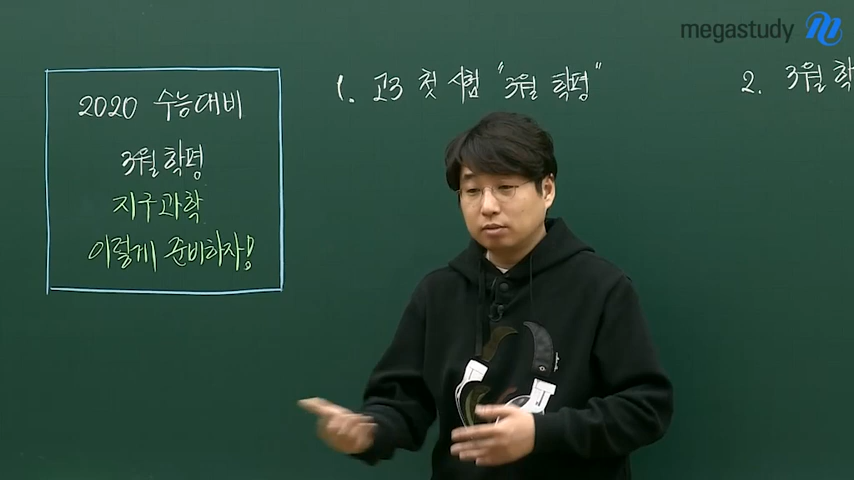 megastudy
2020 수능대비
3월 학평
지구과학
이렇게 준비하자!
1. 고3 첫 시험 "3월 학평"
2. 3월 학